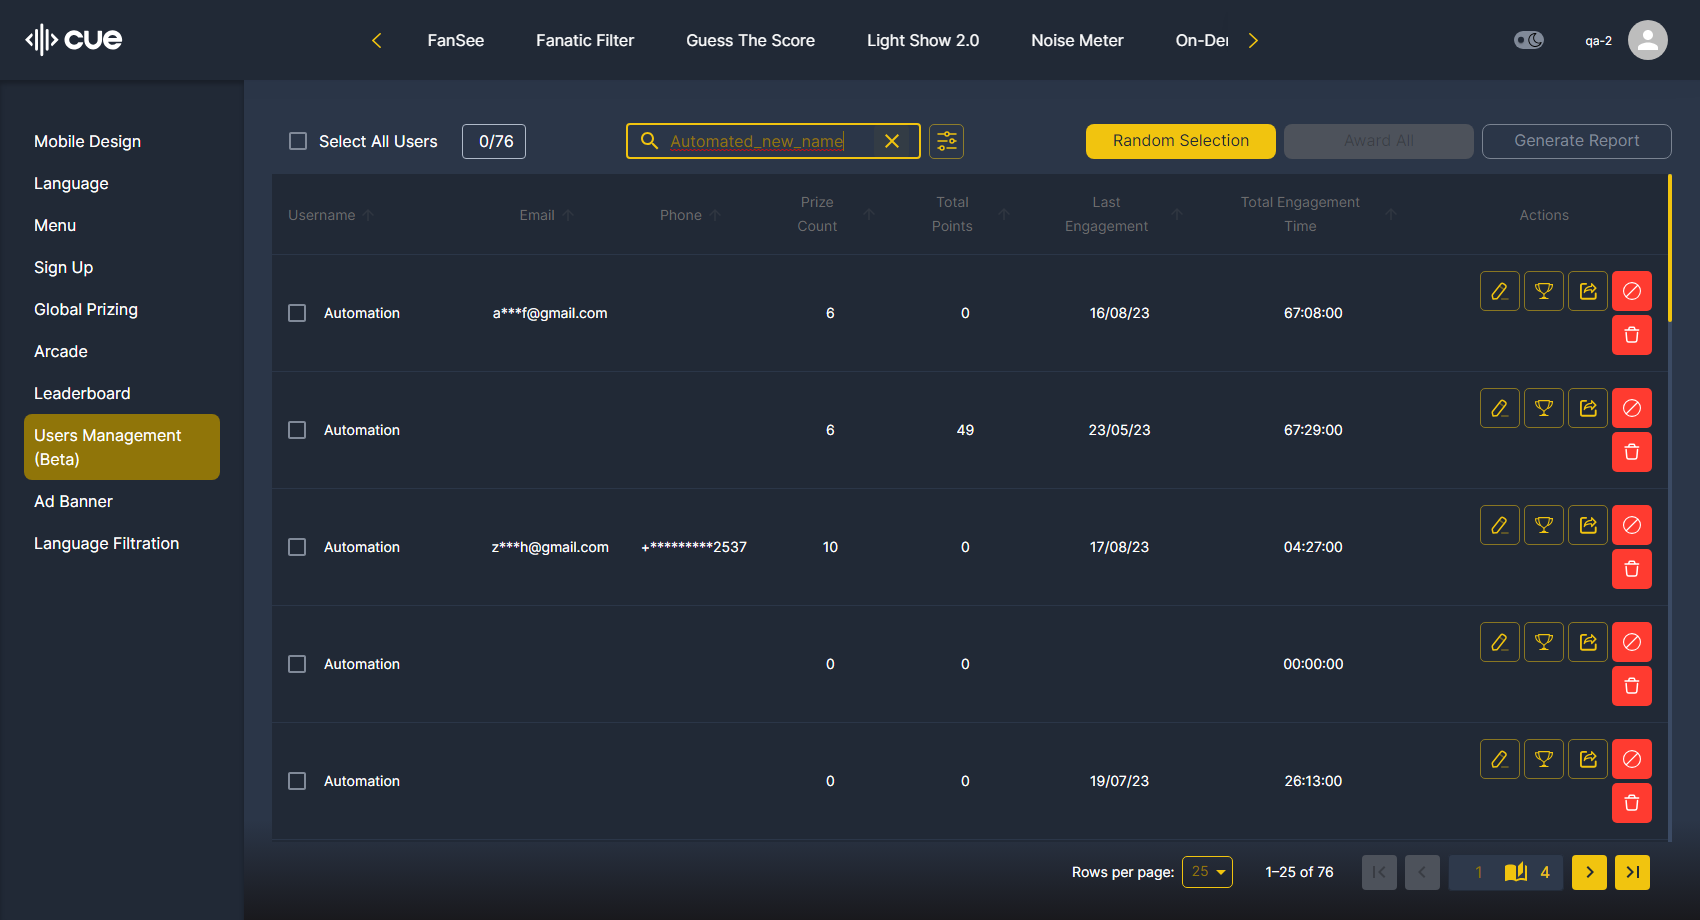 cue
FanSee
Fanatic Filter
Guess The Score
Light Show 2.0
Noise Meter
On-Der
qa-2
Mobile Design
Language
Menu
Sign Up
Global Prizing
Arcade
Leaderboard
Users Management
(Beta)
Ad Banner
Language Filtration
Select All Users
0/76
Automated_new_name
Random Selection
Award All
Generate Report
Username
Email
Phone
Prize
Count
Total
Points
Last
Engagement
Total Engagement
Time
Actions
Automation a***f@gmail.com 6 0 16/08/23 67:08:00
Automation 6 49 23/05/23 67:29:00
Automation z***h@gmail.com +*********2537 10 0 17/08/23 04:27:00
Automation 0 0 00:00:00
Automation 0 0 19/07/23 26:13:00
Rows per page: 25 1–25 of 76 1 4